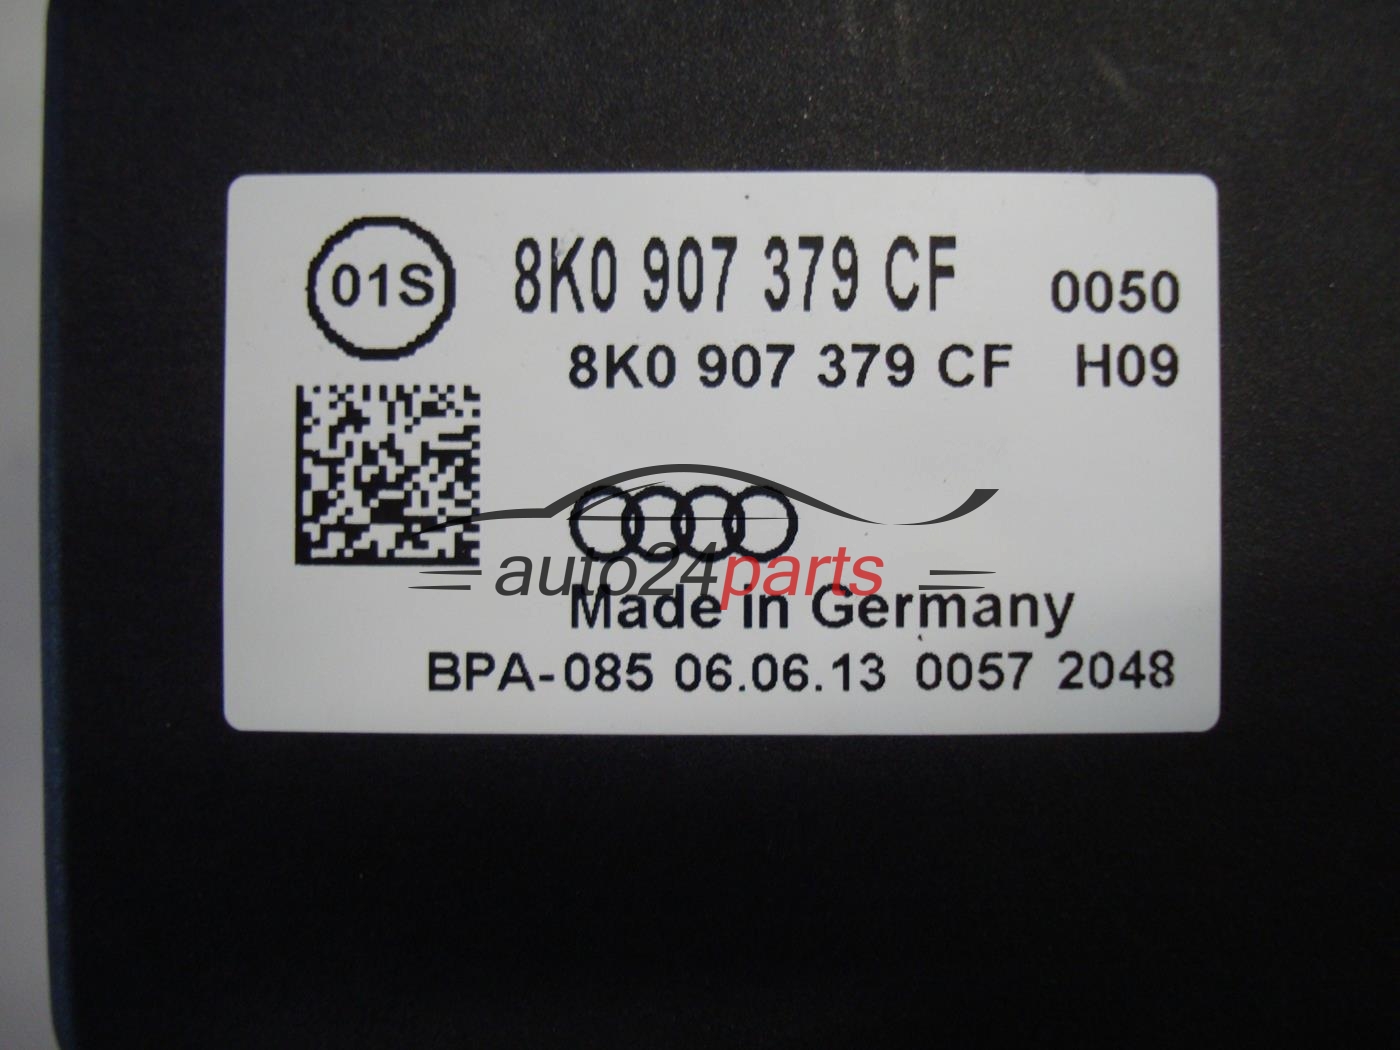 01S
8K0 907 379 CF 0050
8K0 907 379 CF H09
auto24parts
Made in Germany
BPA-085 06.06.13 0057 2048